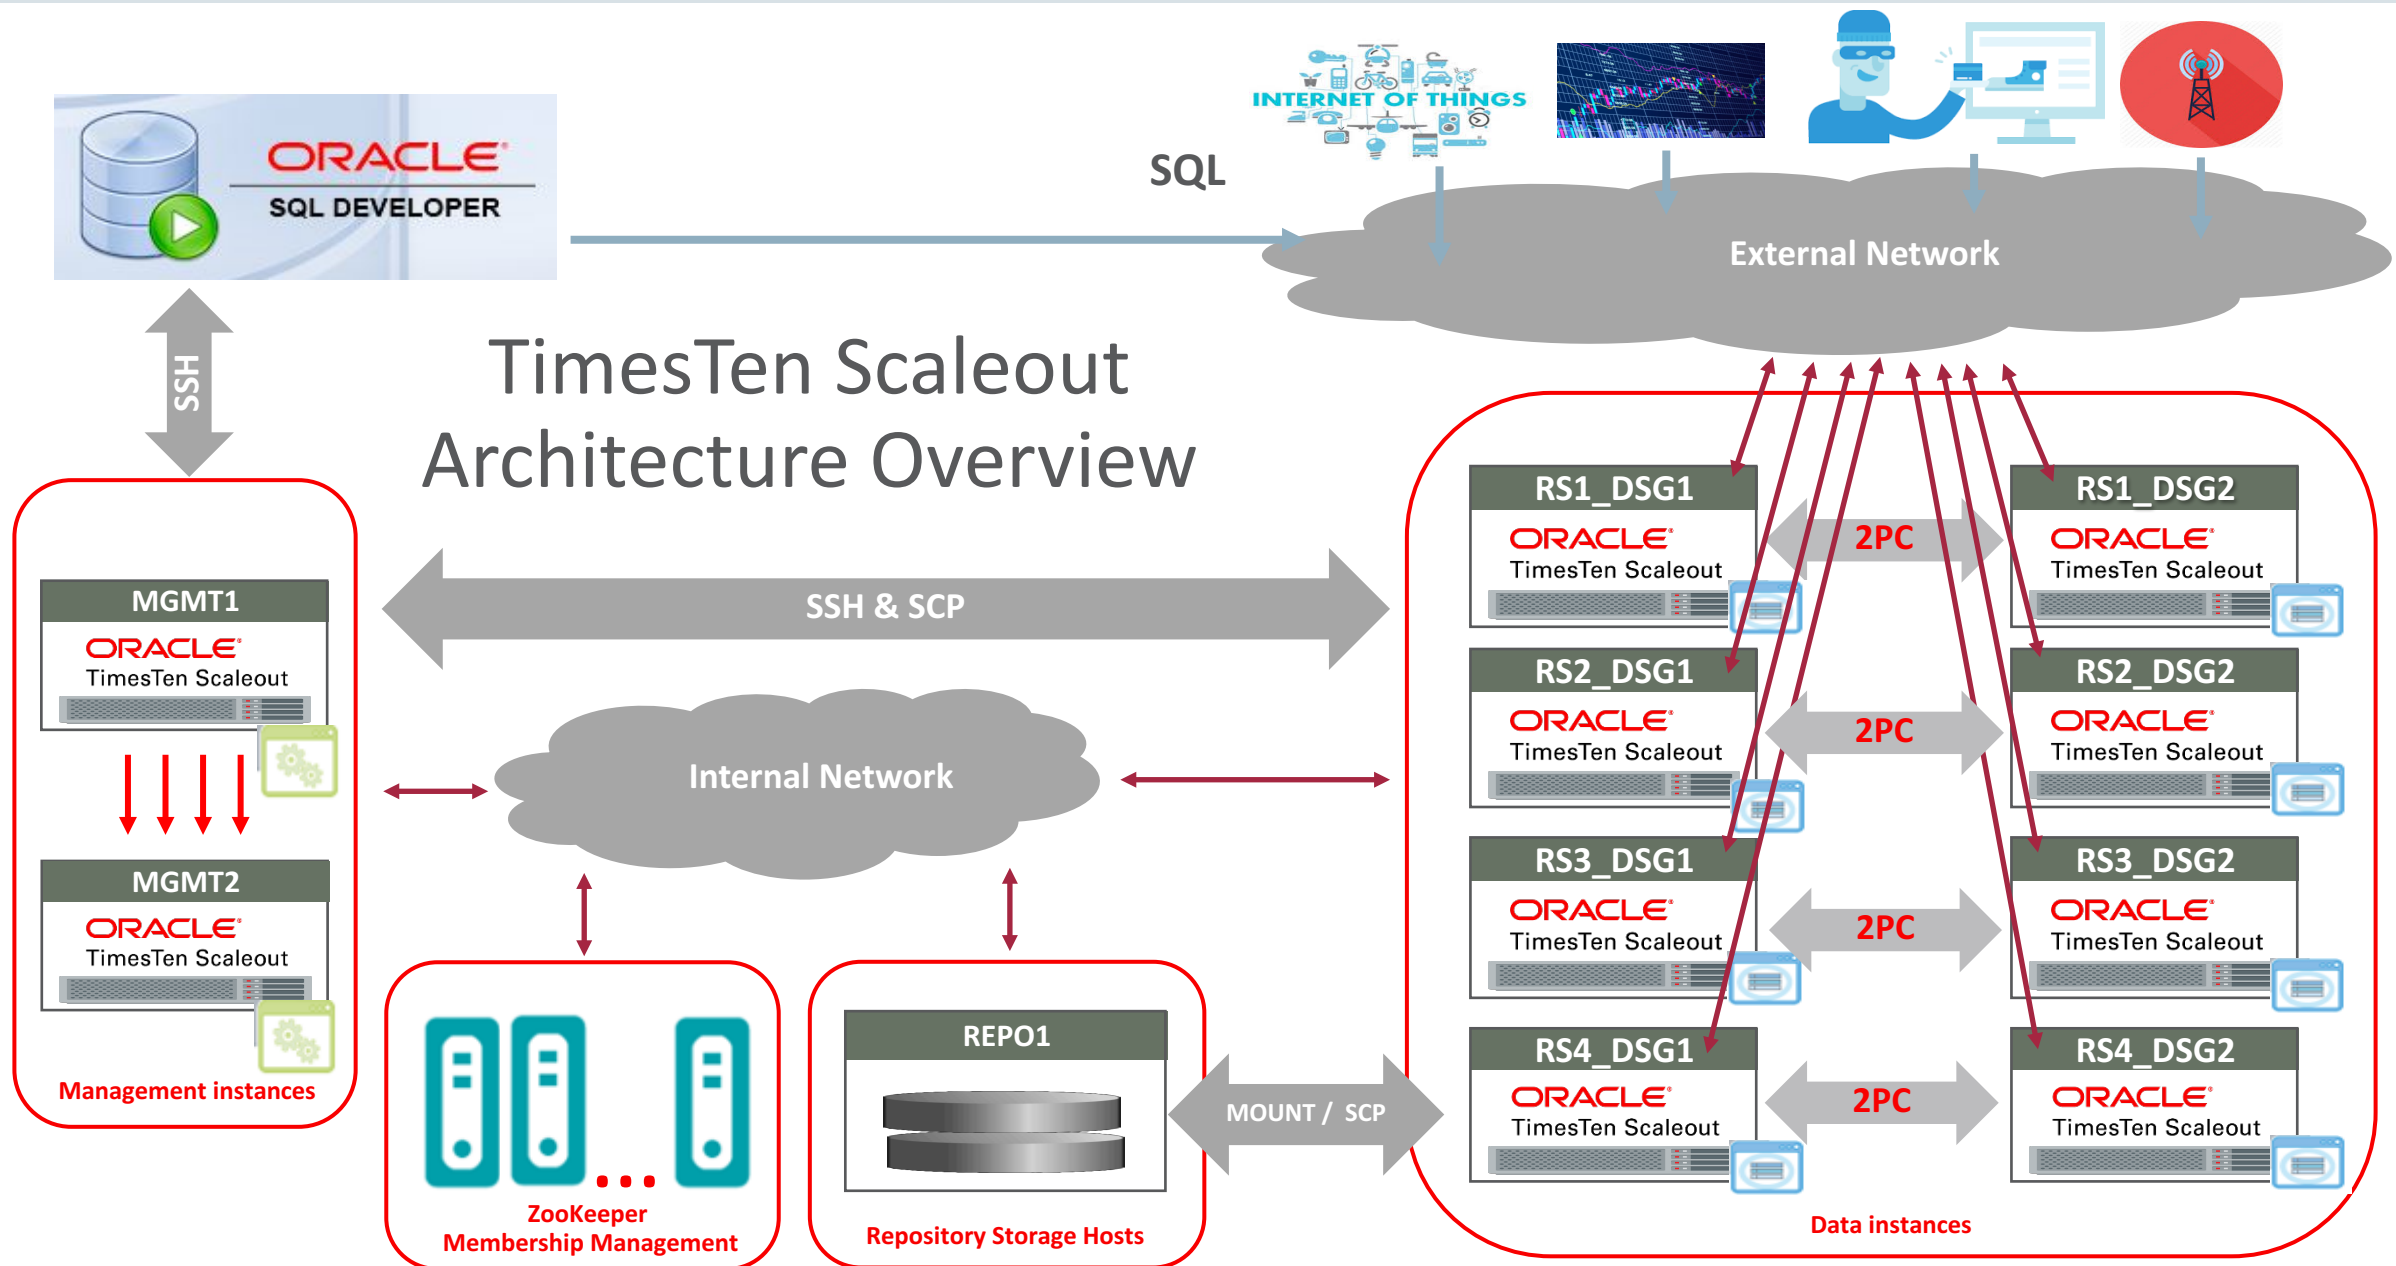 INTERNET OF THINGS
ORACLE
SQL DEVELOPER
SQL
External Network
SSH
TimesTen Scaleout
Architecture Overview
MGMT1
ORACLE
TimesTen Scaleout
MGMT2
ORACLE
TimesTen Scaleout
Management instances
SSH & SCP
Internal Network
ZooKeeper
Membership Management
REPO1
Repository Storage Hosts
MOUNT / SCP
RS1_DSG1
ORACLE
TimesTen Scaleout
2PC
RS1_DSG2
ORACLE
TimesTen Scaleout
RS2_DSG1
ORACLE
TimesTen Scaleout
2PC
RS2_DSG2
ORACLE
TimesTen Scaleout
RS3_DSG1
ORACLE
TimesTen Scaleout
2PC
RS3_DSG2
ORACLE
TimesTen Scaleout
RS4_DSG1
ORACLE
TimesTen Scaleout
2PC
RS4_DSG2
ORACLE
TimesTen Scaleout
Data instances